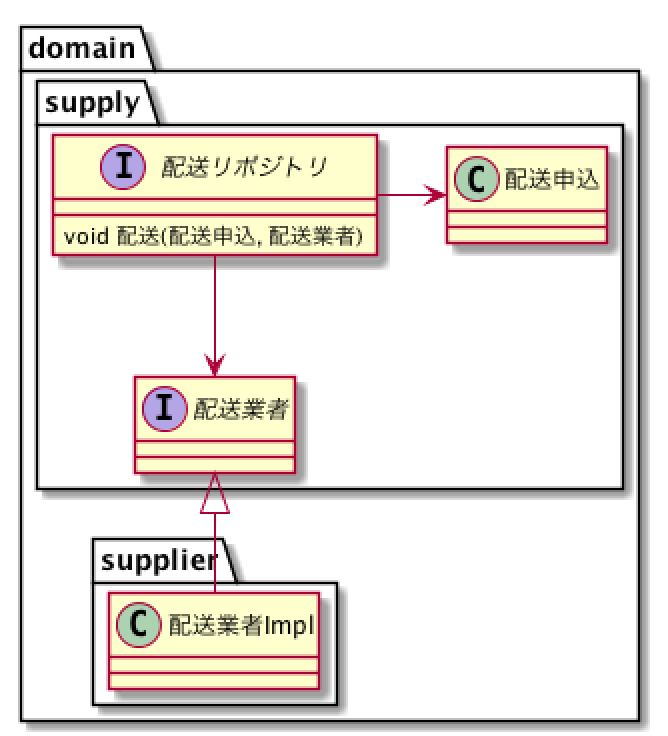 domain
supply
I 配送リポジトリ
void 配送(配送申込, 配送業者)
C 配送申込
I 配送業者
supplier
C 配送業者Impl